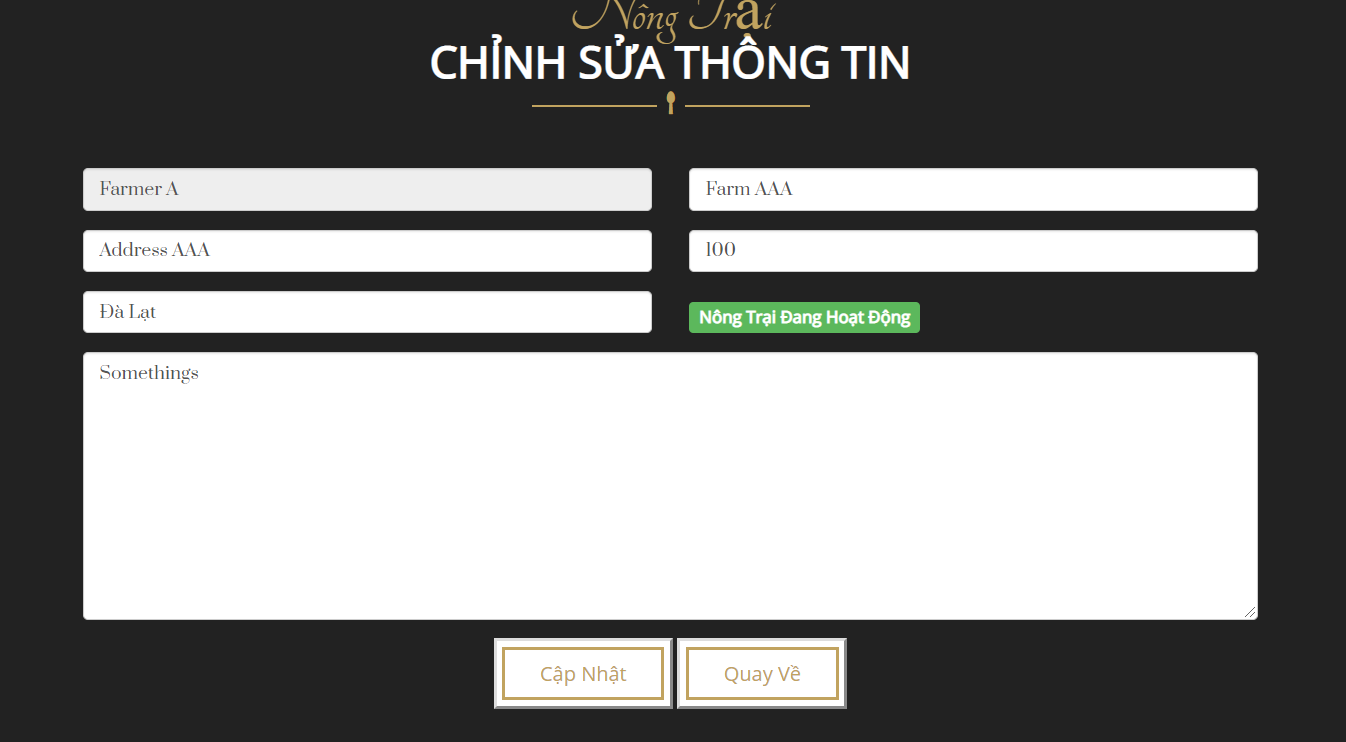 Nông Trại
CHỈNH SỬA THÔNG TIN
Farmer A
Farm AAA
Address AAA
100
Đà Lạt
Nông Trại Đang Hoạt Động
Somethings
Cập Nhật
Quay Về